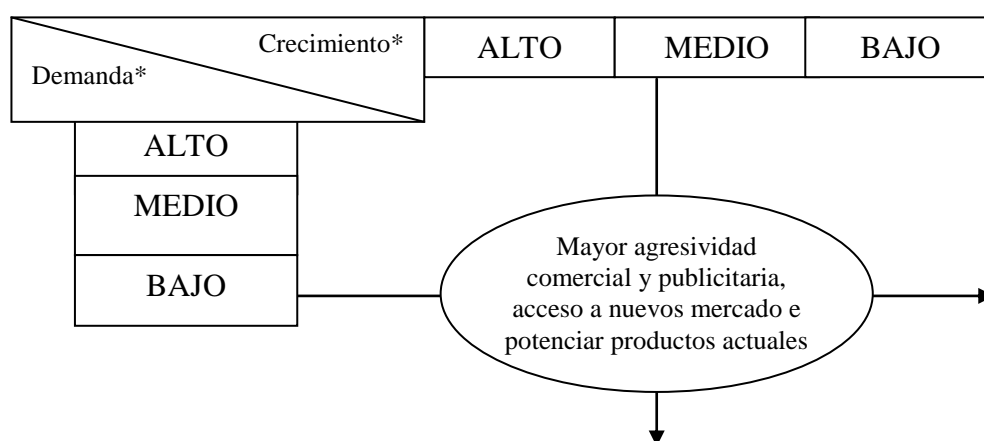 Crecimiento*
Demanda*
ALTO
MEDIO
BAJO
ALTO
MEDIO
BAJO
Mayor agresividad
comercial y publicitaria,
acceso a nuevos mercado e
potenciar productos actuales